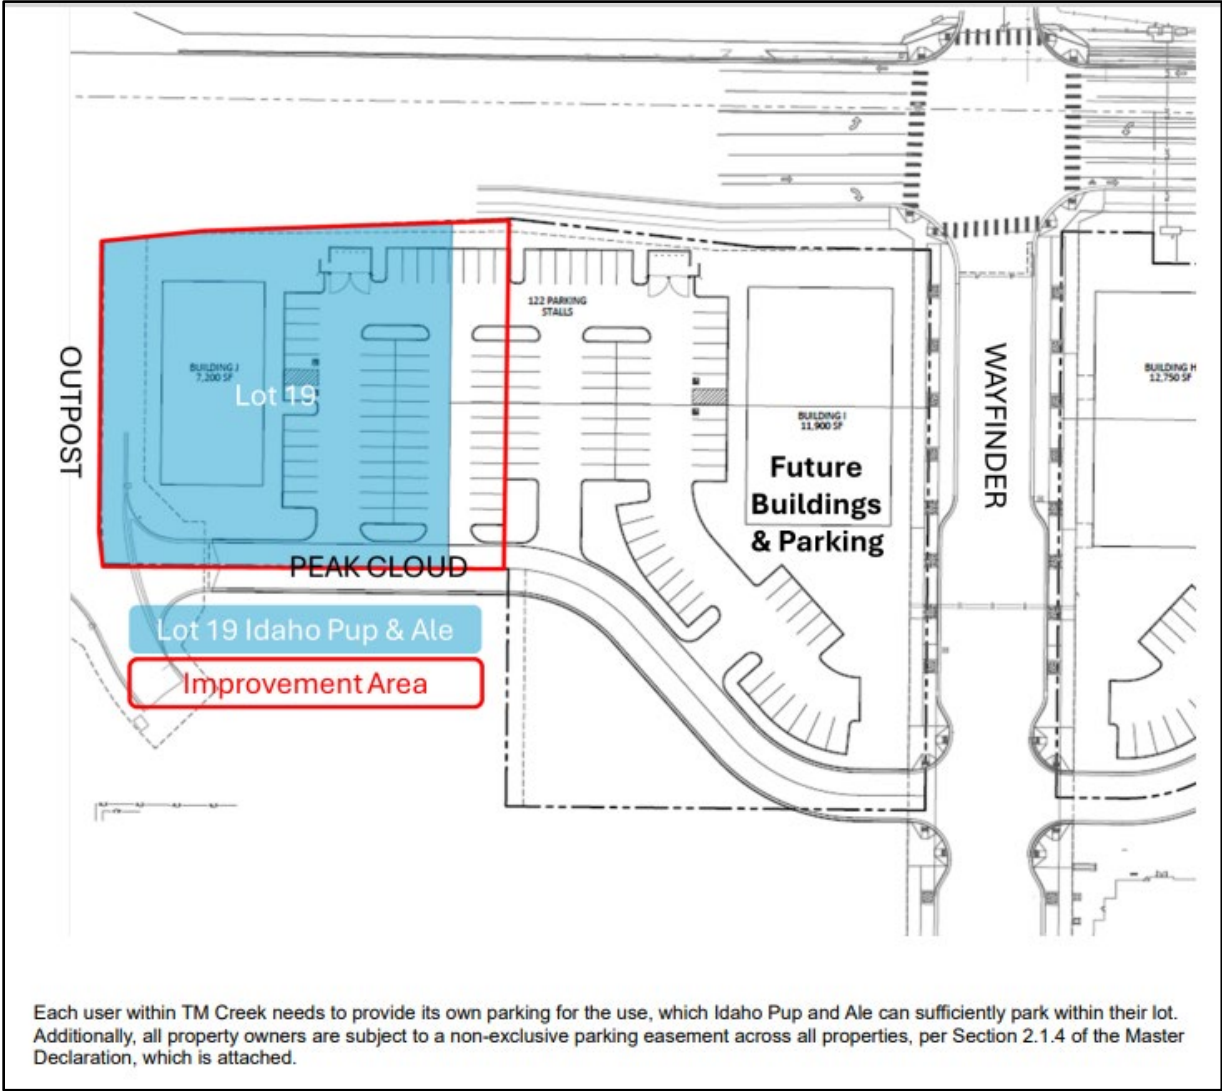 122 PARKING
STALLS
OUTPOST
BUILDING J
7,200 SF
Lot 19
WAYFINDER
BUILDING H
12,750 SF
BUILDING I
11,900 SF
Future
Buildings
& Parking
PEAK CLOUD
Lot 19 Idaho Pup & Ale
Improvement Area
Each user within TM Creek needs to provide its own parking for the use, which Idaho Pup and Ale can sufficiently park within their lot.
Additionally, all property owners are subject to a non-exclusive parking easement across all properties, per Section 2.1.4 of the Master
Declaration, which is attached.